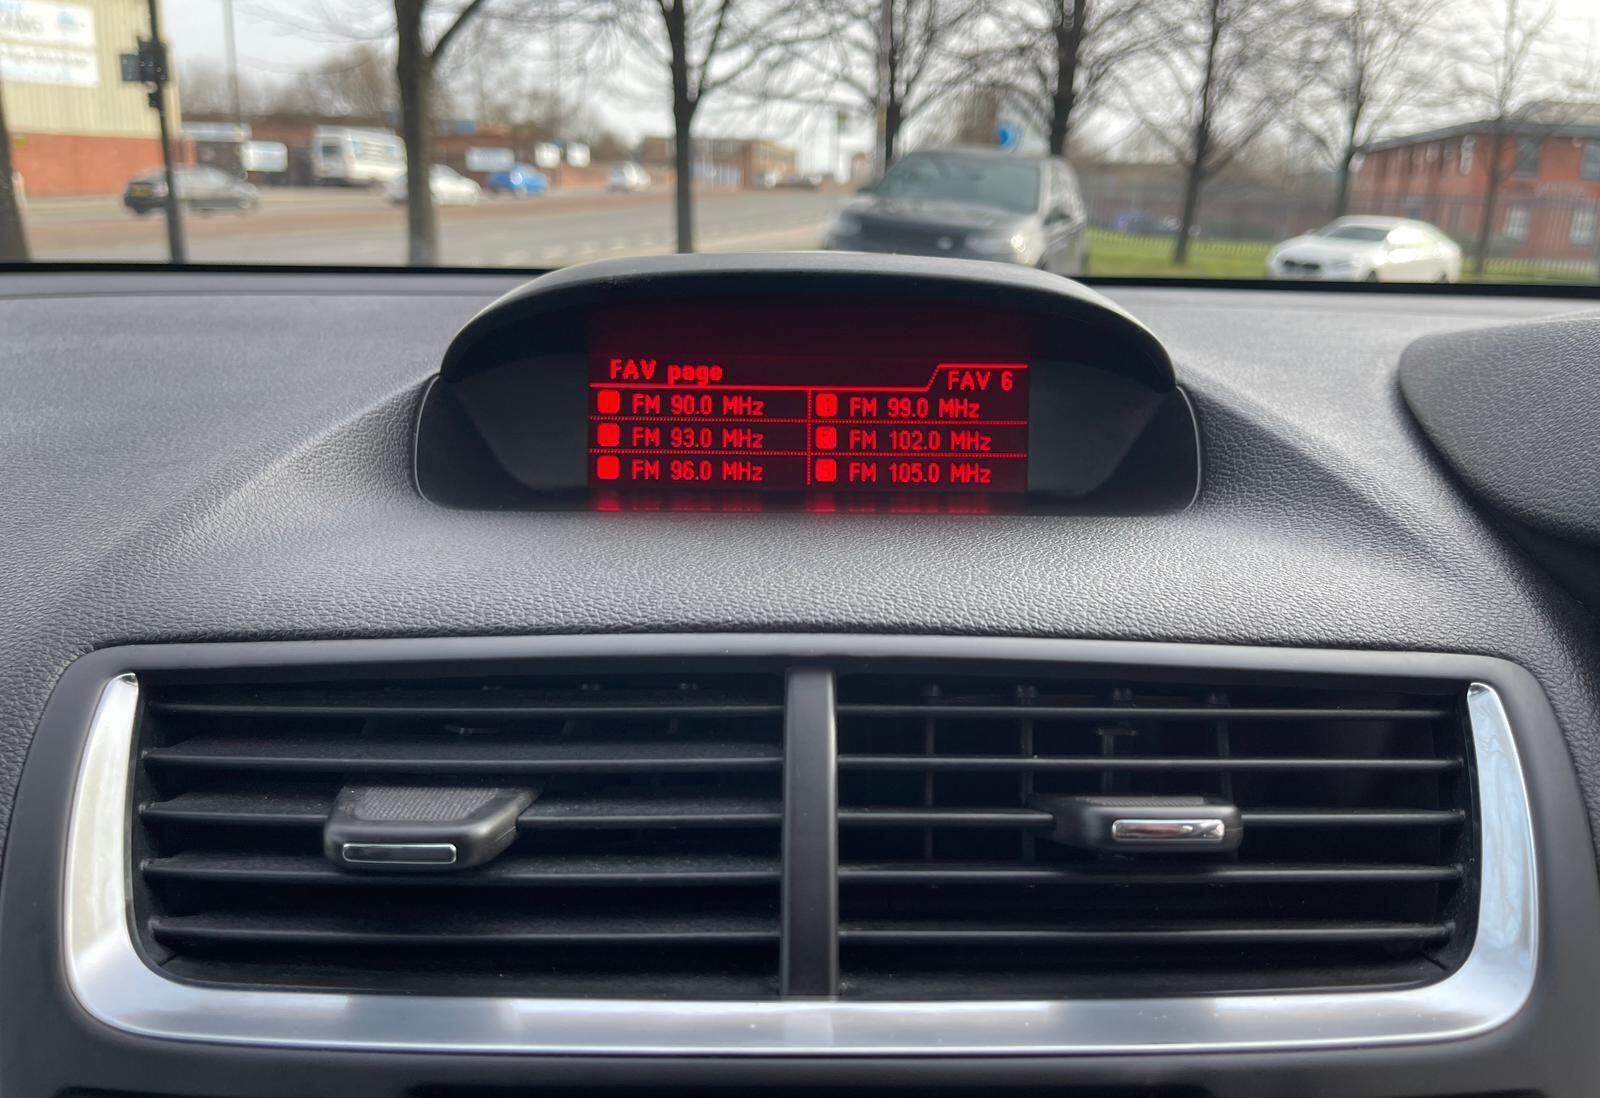 FAV page
FAV 6
FM 90.0 MHz
FM 99.0 MHz
FM 93.0 MHz
FM 102.0 MHz
FM 96.0 MHz
FM 105.0 MHz